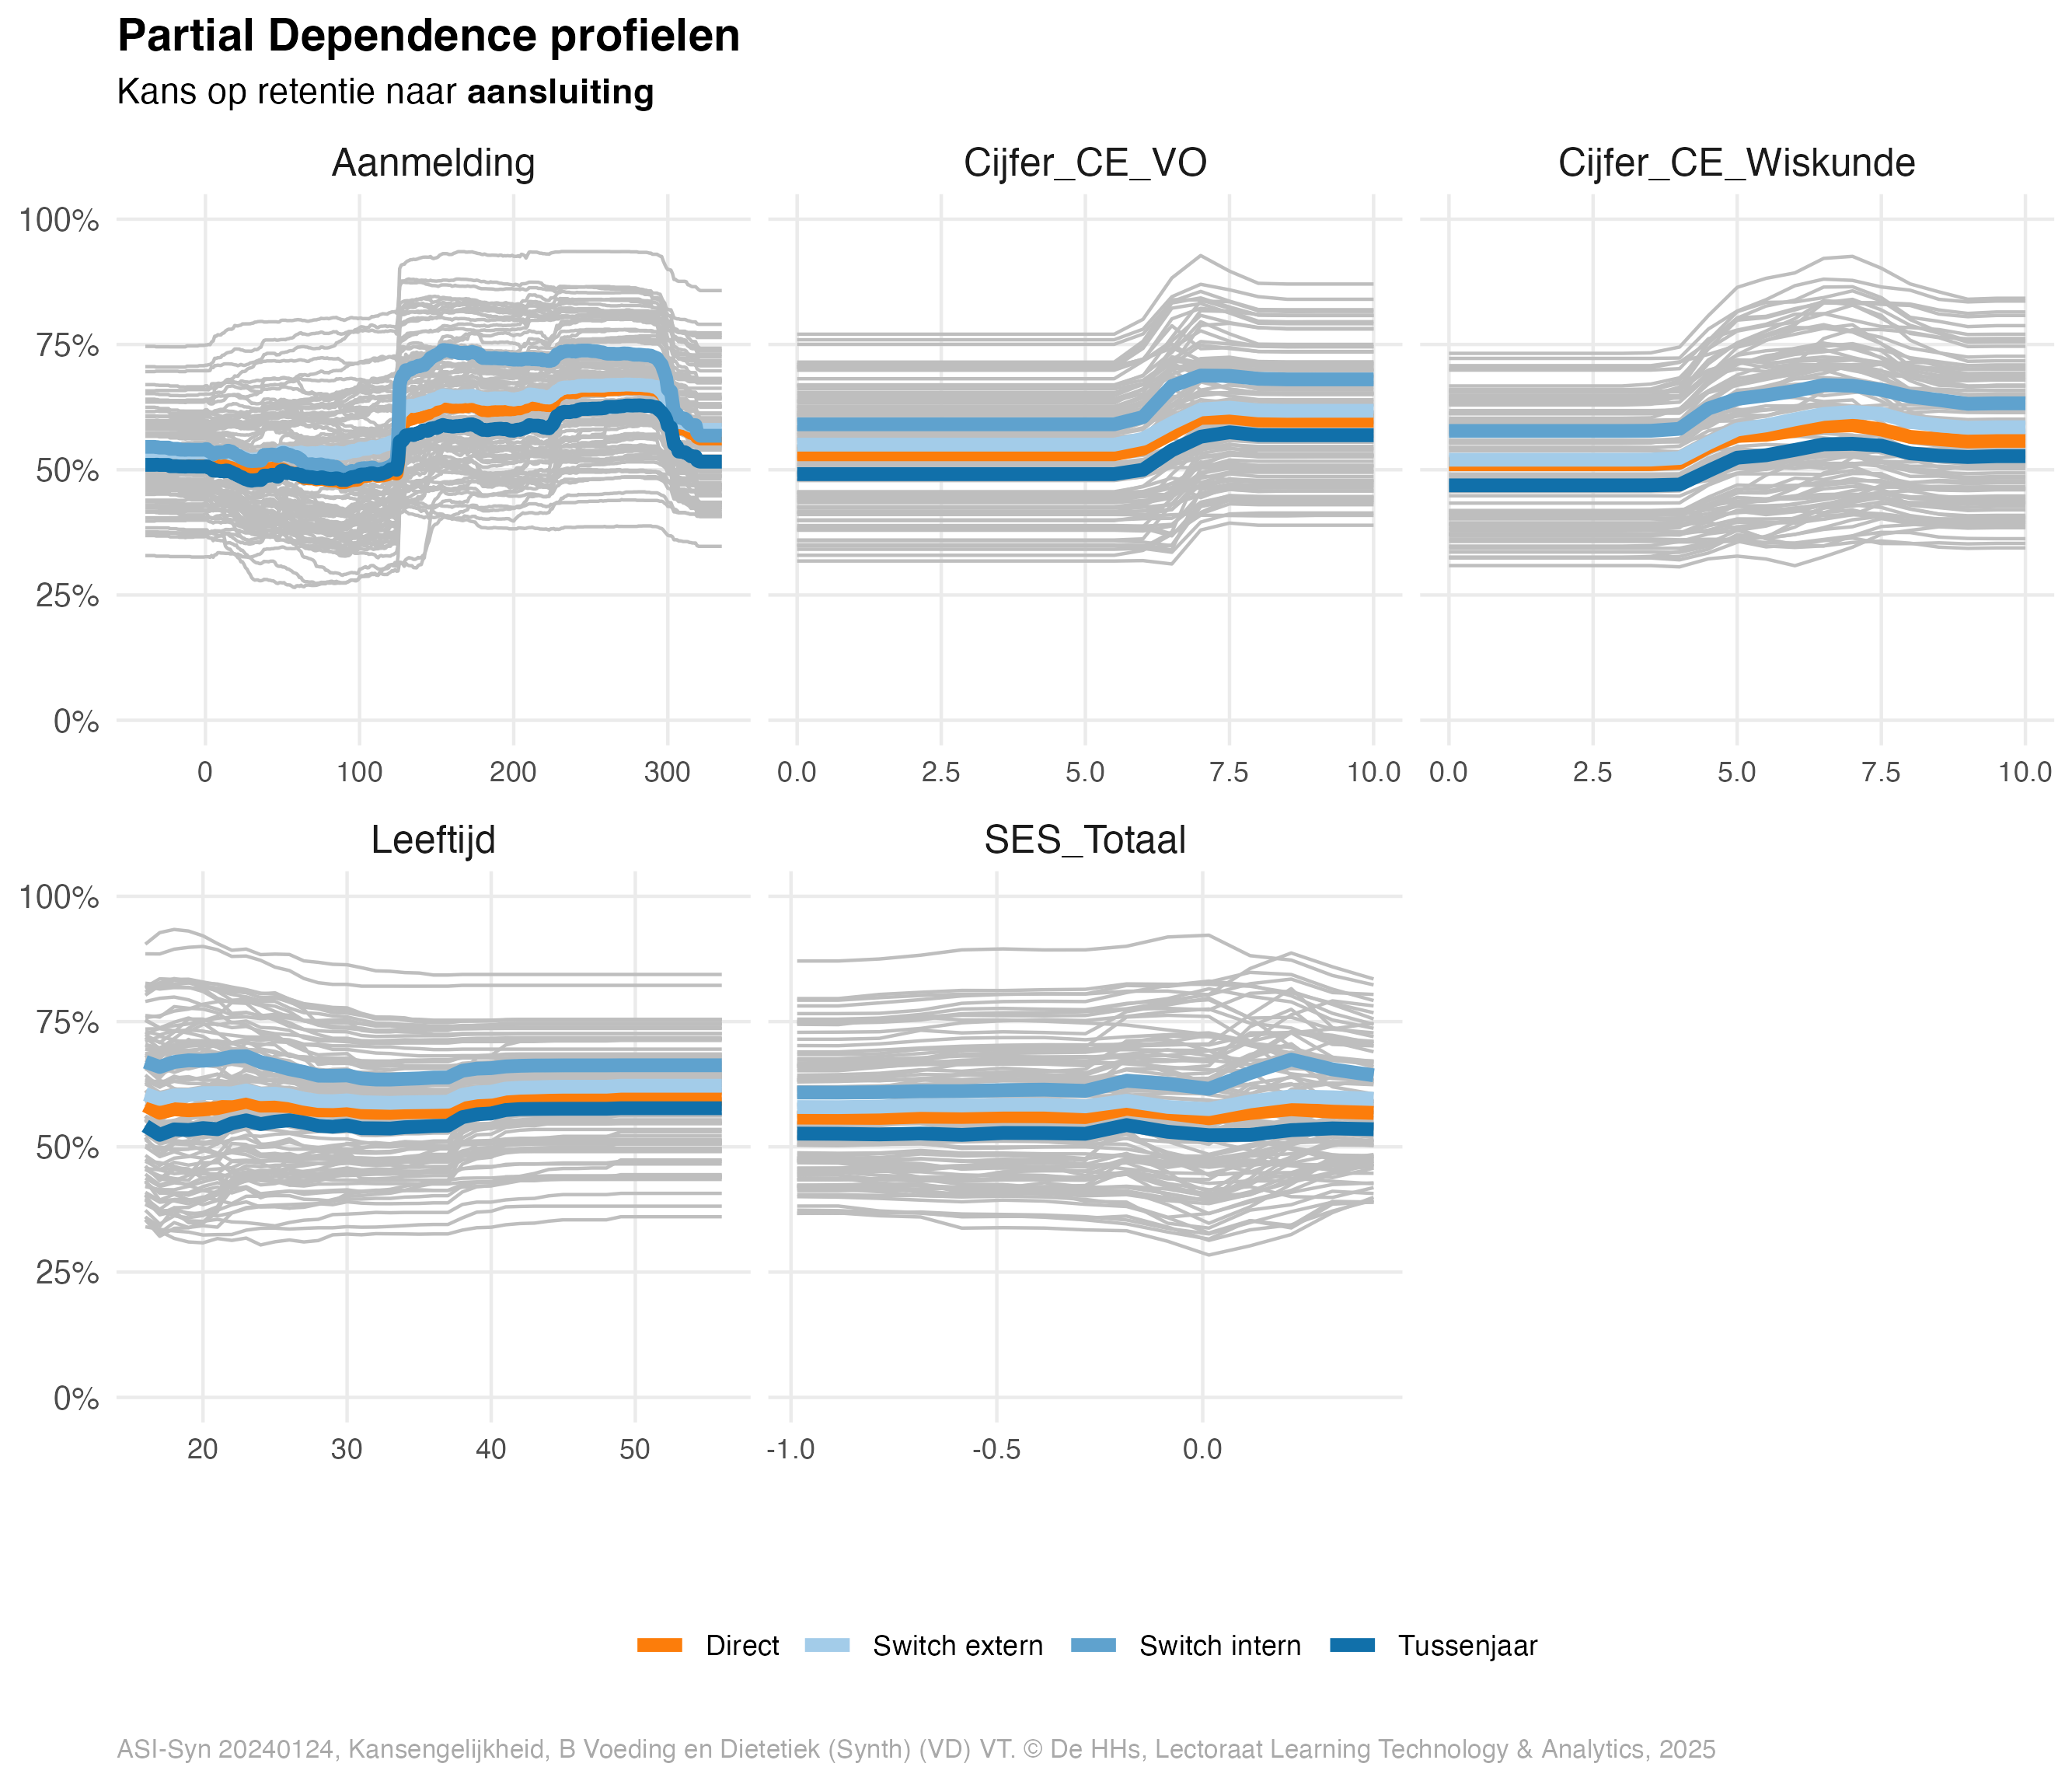 Partial Dependence profielen
Kans op retentie naar aansluiting
Aanmelding
Cijfer_CE_VO
Cijfer_CE_Wiskunde
100%
75%
50%
25%
0%
0 100 200 300
0.0 2.5 5.0 7.5 10.0
0.0 2.5 5.0 7.5 10.0
Leeftijd
SES_Totaal
100%
75%
50%
25%
0%
20 30 40 50
-1.0 -0.5 0.0
Direct Switch extern Switch intern Tussenjaar
ASI-Syn 20240124, Kansengelijkheid, B Voeding en Dietetiek (Synth) (VD) VT. © De HHs, Lectoraat Learning Technology & Analytics, 2025